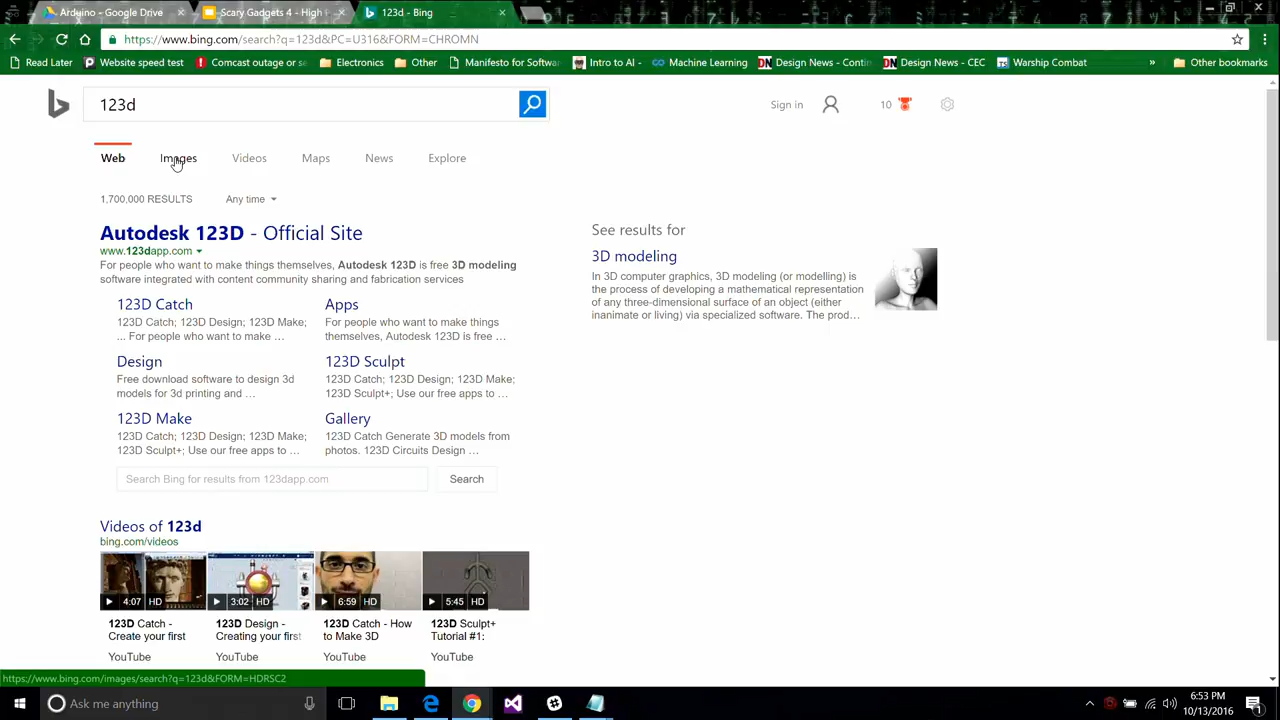 Arduino - Google Drive
Scary Gadgets 4 - High
123d - Bing
https://www.bing.com/search?q=123d&PC=U316&FORM=CHROMN
Read Later
Website speed test
Comcast outage or se
Electronics
Other
Manifesto for Softwa
Intro to AI -
Machine Learning
Design News - Contin
Design News - CEC
Warship Combat
»
Other bookmarks
123d
Sign in
10
Web
Images
Videos
Maps
News
Explore
1,700,000 RESULTS
Any time
Autodesk 123D - Official Site
www.123dapp.com
For people who want to make things themselves, Autodesk 123D is free 3D modeling
software integrated with content community sharing and fabrication services
123D Catch
123D Catch; 123D Design; 123D Make;
... For people who want to make ...
Apps
For people who want to make things
themselves, Autodesk 123D is free ...
Design
Free download software to design 3d
models for 3d printing and ...
123D Sculpt
123D Catch; 123D Design; 123D Make;
123D Sculpt+; Use our free apps to ...
123D Make
123D Catch; 123D Design; 123D Make;
123D Sculpt+; Use our free apps to ...
Gallery
123D Catch Generate 3D models from
photos. 123D Circuits Design ...
Search Bing for results from 123dapp.com
Search
See results for
3D modeling
In 3D computer graphics, 3D modeling (or modelling) is
the process of developing a mathematical representation
of any three-dimensional surface of an object (either
inanimate or living) via specialized software. The prod...
Videos of 123d
bing.com/videos
4:07 HD
3:02 HD
6:59 HD
5:45 HD
123D Catch -
Create your first
YouTube
123D Design -
Creating your first
YouTube
123D Catch - How
to Make 3D
YouTube
123D Sculpt+
Tutorial #1:
YouTube
https://www.bing.com/images/search?q=123d&FORM=HDRSC2
Ask me anything
6:53 PM
10/13/2016
1